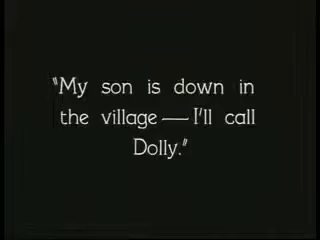 "My son is down in
the village — I'll call
Dolly."